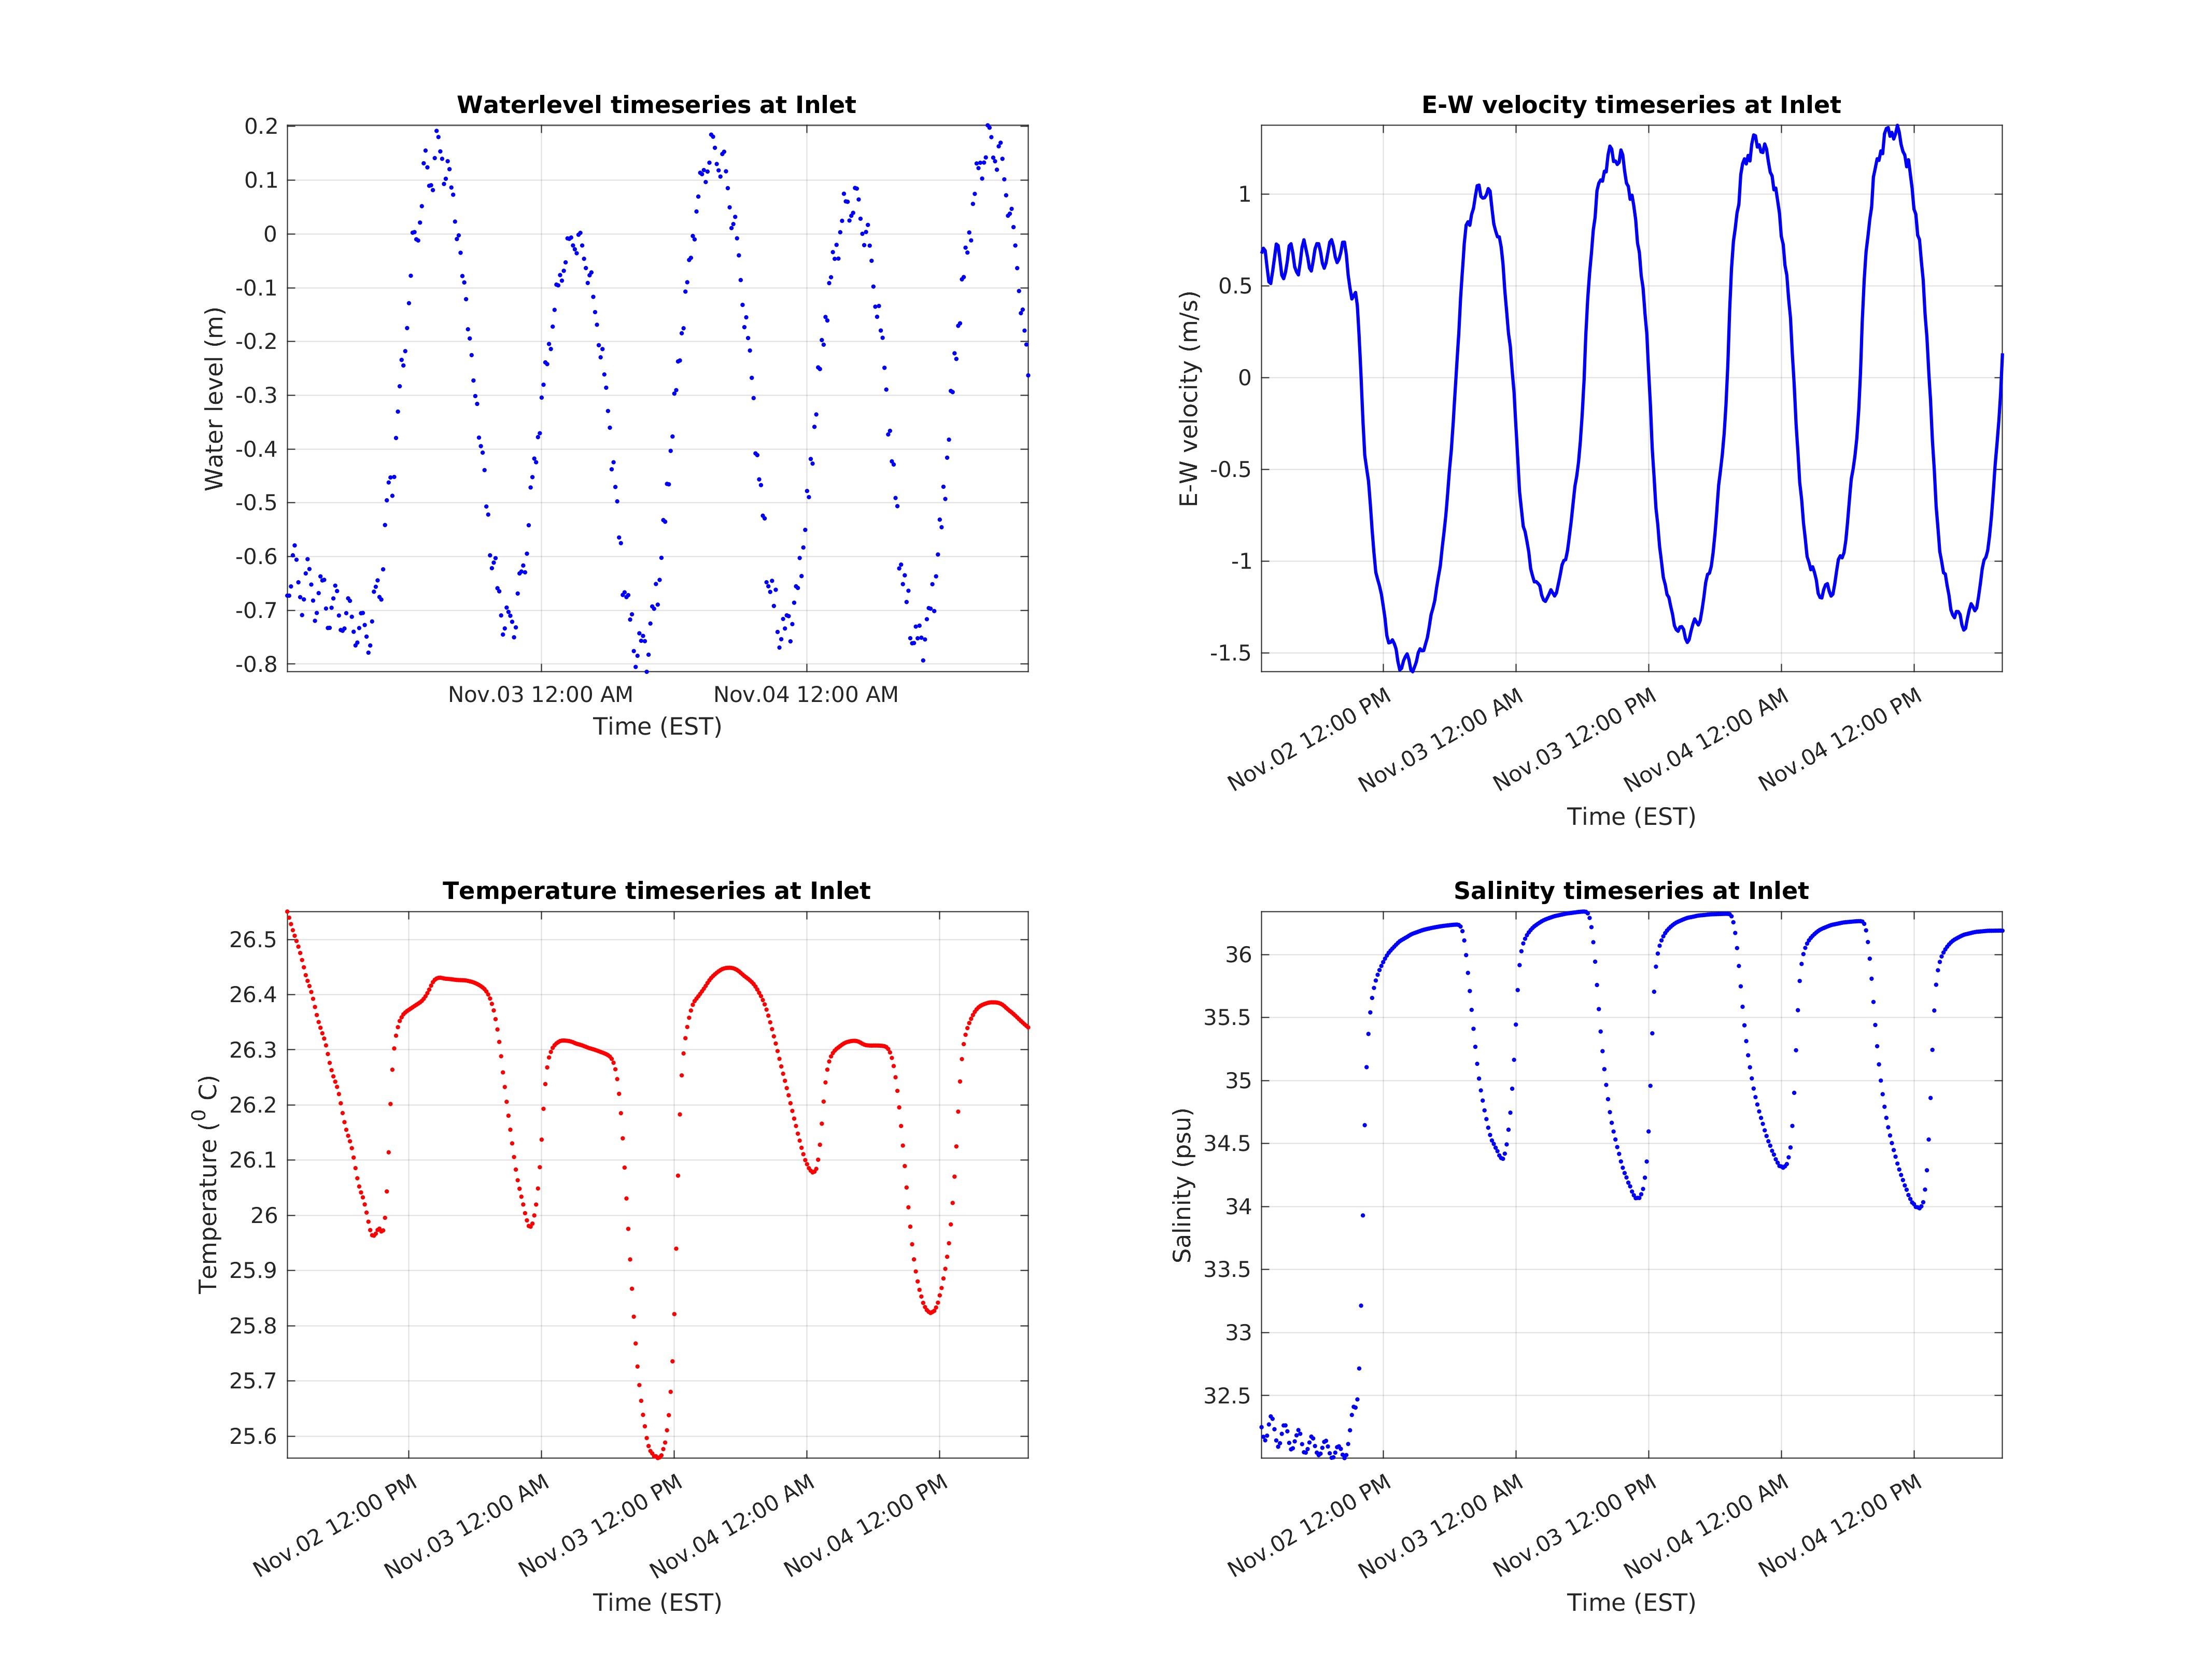 Waterlevel timeseries at Inlet
0.2
0.1
0
-0.1
-0.2
-0.3
-0.4
-0.5
-0.6
-0.7
-0.8
Water level (m)
Nov.03 12:00 AM Nov.04 12:00 AM
Time (EST)
E-W velocity timeseries at Inlet
1
0.5
0
-0.5
-1
-1.5
E-W velocity (m/s)
Nov.02 12:00 PM
Nov.03 12:00 AM
Nov.03 12:00 PM
Nov.04 12:00 AM
Nov.04 12:00 PM
Time (EST)
Temperature timeseries at Inlet
26.5
26.4
26.3
26.2
26.1
26
25.9
25.8
25.7
25.6
Temperature (⁰ C)
Nov.02 12:00 PM
Nov.03 12:00 AM
Nov.03 12:00 PM
Nov.04 12:00 AM
Nov.04 12:00 PM
Time (EST)
Salinity timeseries at Inlet
36
35.5
35
34.5
34
33.5
33
32.5
Salinity (psu)
Nov.02 12:00 PM
Nov.03 12:00 AM
Nov.03 12:00 PM
Nov.04 12:00 AM
Nov.04 12:00 PM
Time (EST)